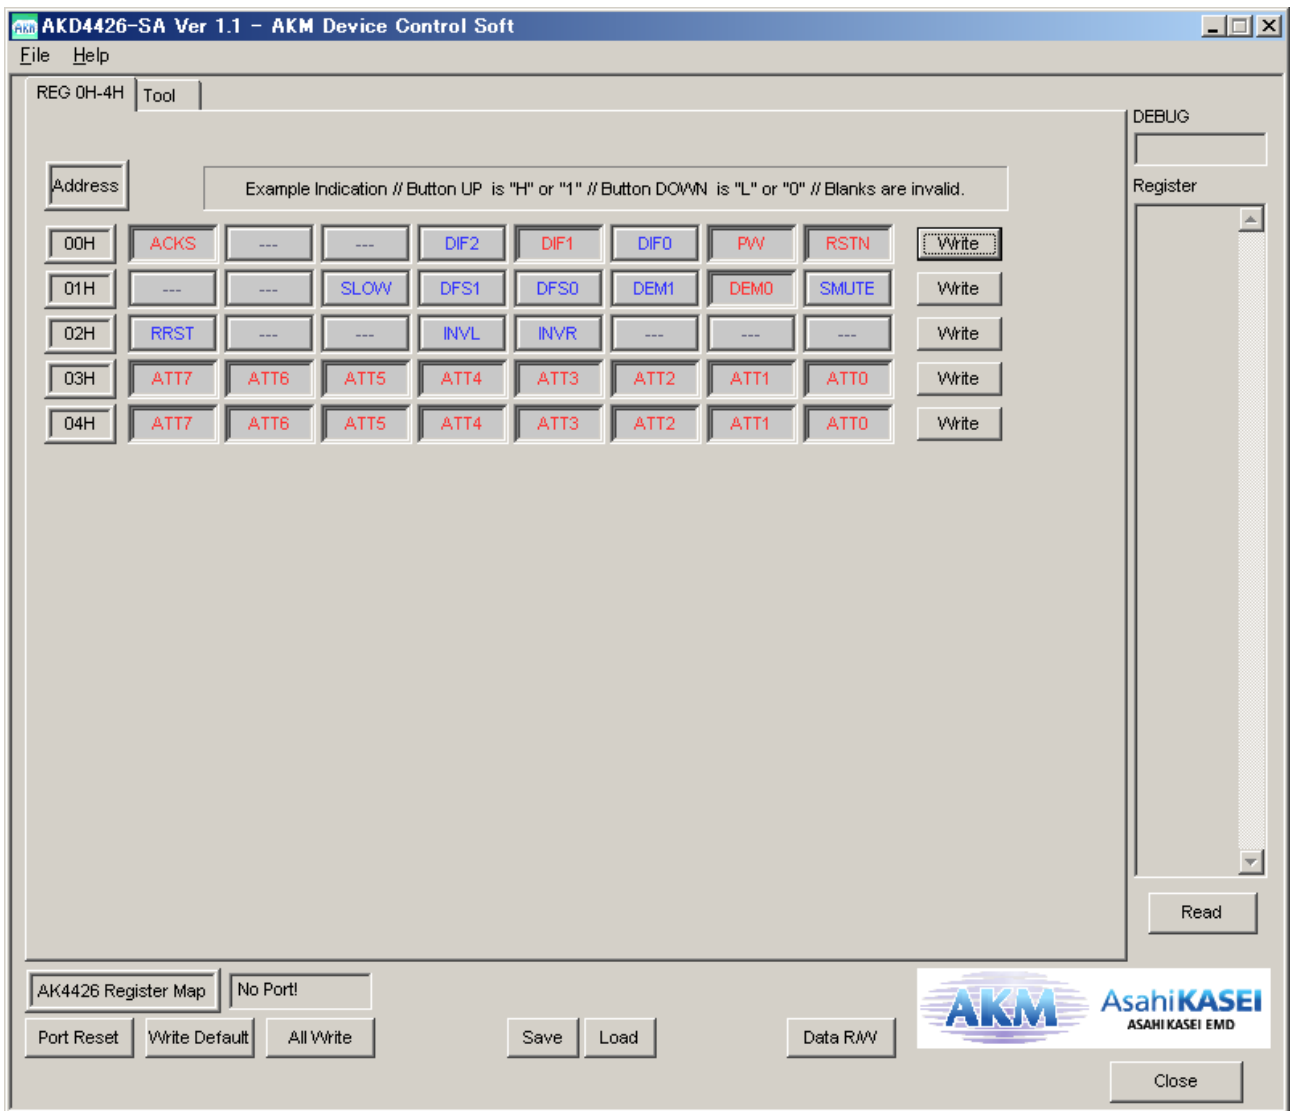 AKM AKD4426-SA Ver 1.1 - AKM Device Control Soft
File Help
REG 0H-4H Tool
DEBUG
Address Example Indication // Button UP is "H" or "1" // Button DOWN is "L" or "0" // Blanks are invalid.
Register
00H ACKS --- --- DIF2 DIF1 DIF0 PW RSTN Write
01H --- --- SLOW DFS1 DFS0 DEM1 DEM0 SMUTE Write
02H RRST --- --- INVL INVR --- --- --- Write
03H ATT7 ATT6 ATT5 ATT4 ATT3 ATT2 ATT1 ATT0 Write
04H ATT7 ATT6 ATT5 ATT4 ATT3 ATT2 ATT1 ATT0 Write
Read
AK4426 Register Map No Port!
AKM AsahiKASEI
ASAHI KASEI EMD
Port Reset Write Default All Write Save Load Data R/W
Close